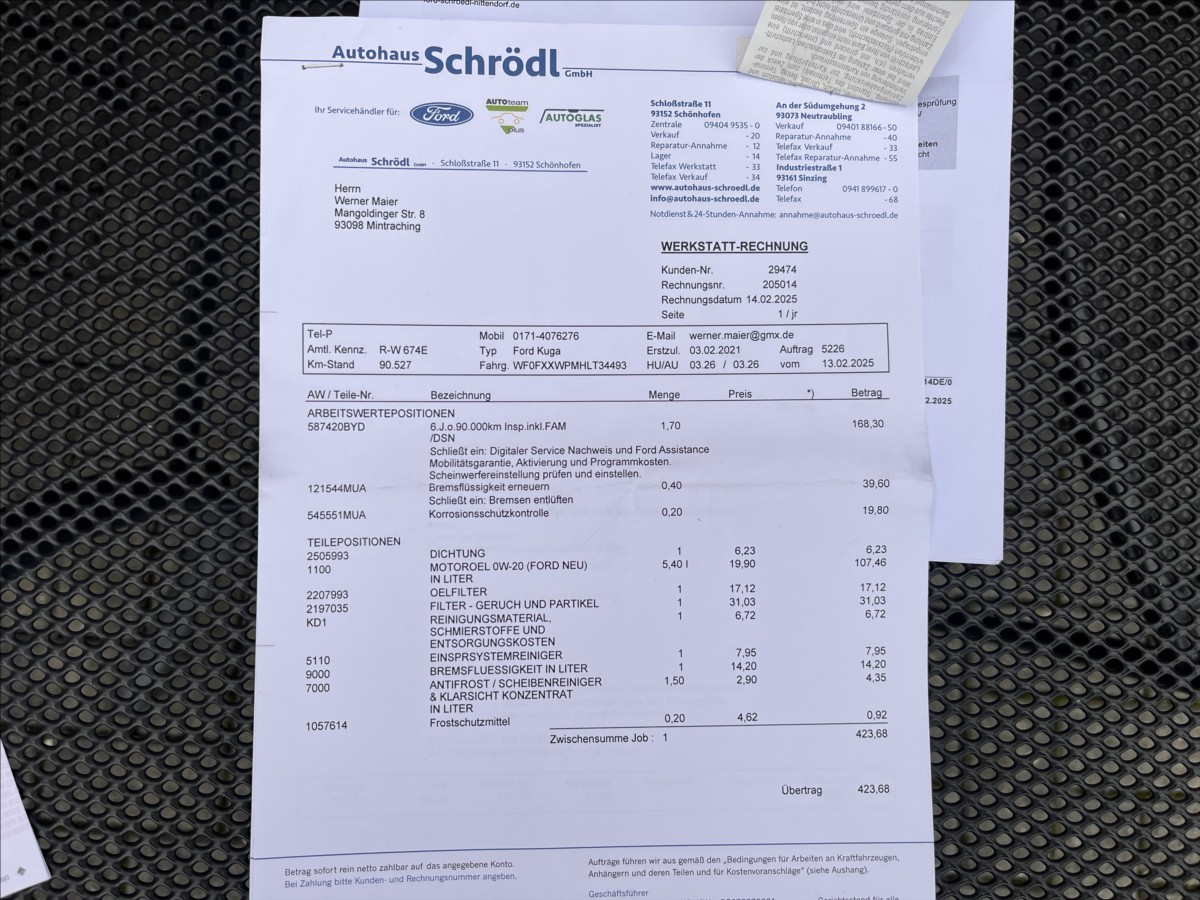 Autohaus Schrödl GmbH
Ihr Servicehändler für:
Ford
AUTOteam
plus
AUTOGLAS
SPEZIALIST
Autohaus Schrödl GmbH · Schloßstraße 11 · 93152 Schönhofen
Schloßstraße 11
93152 Schönhofen
Zentrale 09404 9535 - 0
Verkauf - 20
Reparatur-Annahme - 12
Lager - 14
Telefax Werkstatt - 33
Telefax Verkauf - 34
www.autohaus-schroedl.de
info@autohaus-schroedl.de
An der Südumgehung 2
93073 Neutraubling
Verkauf 09401 88166 - 50
Reparatur-Annahme - 40
Telefax Verkauf - 33
Telefax Reparatur-Annahme - 55
Industriestraße 1
93161 Sinzing
Telefon 0941 899617 - 0
Telefax - 68
Notdienst & 24-Stunden-Annahme: annahme@autohaus-schroedl.de
Herrn
Werner Maier
Mangoldinger Str. 8
93098 Mintraching
WERKSTATT-RECHNUNG
Kunden-Nr. 29474
Rechnungsnr. 205014
Rechnungsdatum 14.02.2025
Seite 1 / jr
Tel-P Mobil 0171-4076276 E-Mail werner.maier@gmx.de
Amtl. Kennz. R-W 674E Typ Ford Kuga Erstzul. 03.02.2021 Auftrag 5226
Km-Stand 90.527 Fahrg. WF0FXXWPMHLT34493 HU/AU 03.26 / 03.26 vom 13.02.2025
AW / Teile-Nr. Bezeichnung Menge Preis *) Betrag
ARBEITSWERTEPOSITIONEN
587420BYD 6.J.o.90.000km Insp.inkl.FAM 1,70 168,30
/DSN
Schließt ein: Digitaler Service Nachweis und Ford Assistance
Mobilitätsgarantie, Aktivierung und Programmkosten.
Scheinwerfereinstellung prüfen und einstellen.
121544MUA Bremsflüssigkeit erneuern 0,40 39,60
Schließt ein: Bremsen entlüften
545551MUA Korrosionsschutzkontrolle 0,20 19,80
TEILEPOSITIONEN
2505993 DICHTUNG 1 6,23 6,23
1100 MOTOROEL 0W-20 (FORD NEU) 5,40 l 19,90 107,46
IN LITER
2207993 OELFILTER 1 17,12 17,12
2197035 FILTER - GERUCH UND PARTIKEL 1 31,03 31,03
KD1 REINIGUNGSMATERIAL, 1 6,72 6,72
SCHMIERSTOFFE UND
ENTSORGUNGSKOSTEN
5110 EINSPRSYSTEMREINIGER 1 7,95 7,95
9000 BREMSFLUESSIGKEIT IN LITER 1 14,20 14,20
7000 ANTIFROST / SCHEIBENREINIGER 1,50 2,90 4,35
& KLARSICHT KONZENTRAT
IN LITER
1057614 Frostschutzmittel 0,20 4,62 0,92
Zwischensumme Job : 1 423,68
Übertrag 423,68
Betrag sofort rein netto zahlbar auf das angegebene Konto.
Bei Zahlung bitte Kunden- und Rechnungsnummer angeben.
Aufträge führen wir aus gemäß den „Bedingungen für Arbeiten an Kraftfahrzeugen,
Anhängern und deren Teilen und für Kostenvoranschläge“ (siehe Aushang).
Geschäftsführer